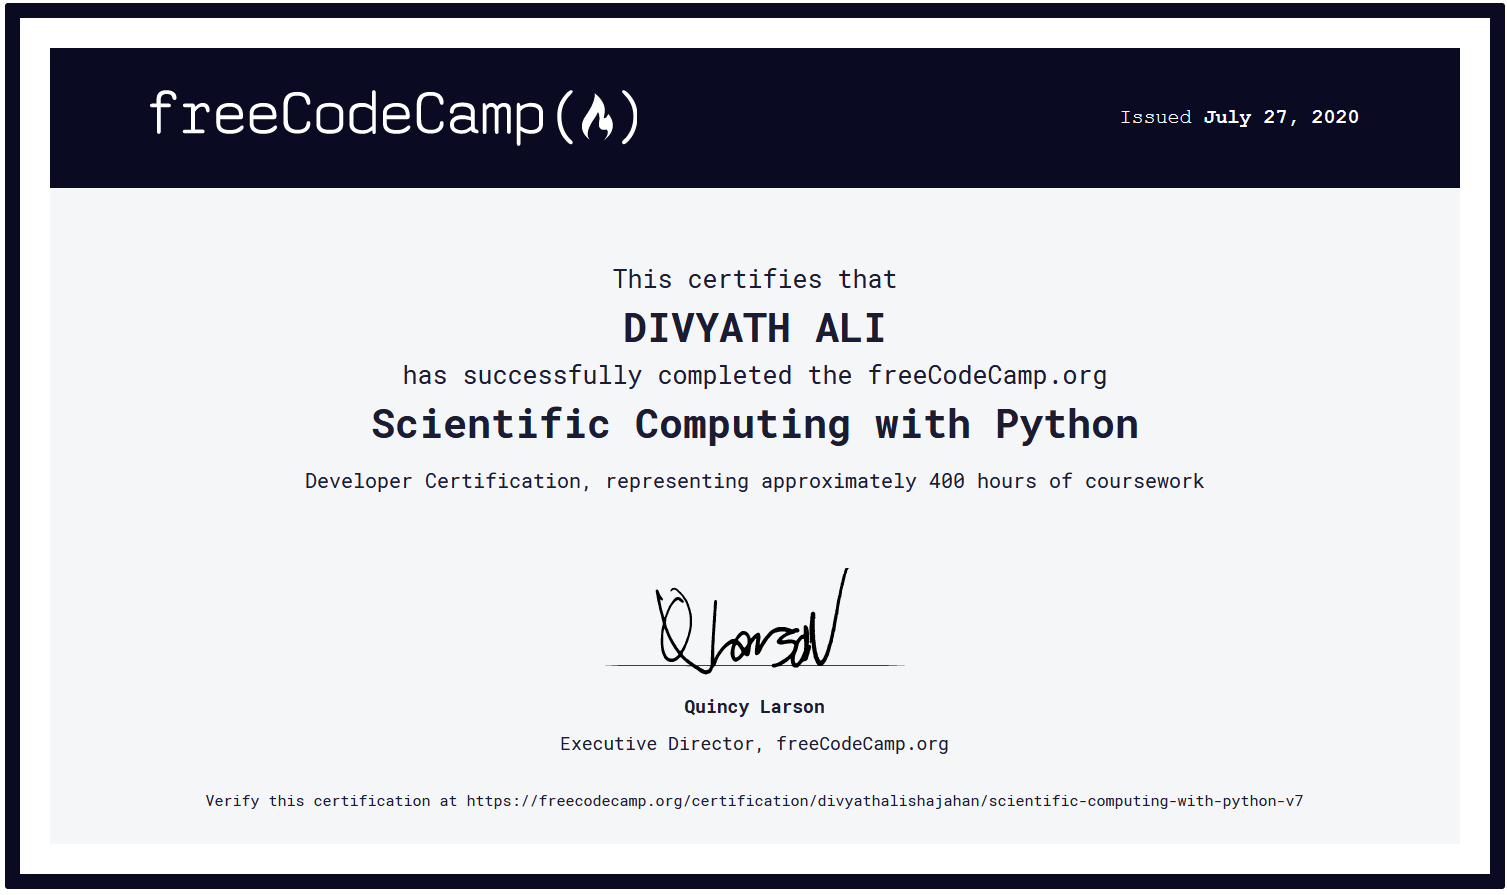 freeCodeCamp(🔥)
Issued July 27, 2020
This certifies that
DIVYATH ALI
has successfully completed the freeCodeCamp.org
Scientific Computing with Python
Developer Certification, representing approximately 400 hours of coursework
Q Larson
Quincy Larson
Executive Director, freeCodeCamp.org
Verify this certification at https://freecodecamp.org/certification/divyathalishajahan/scientific-computing-with-python-v7